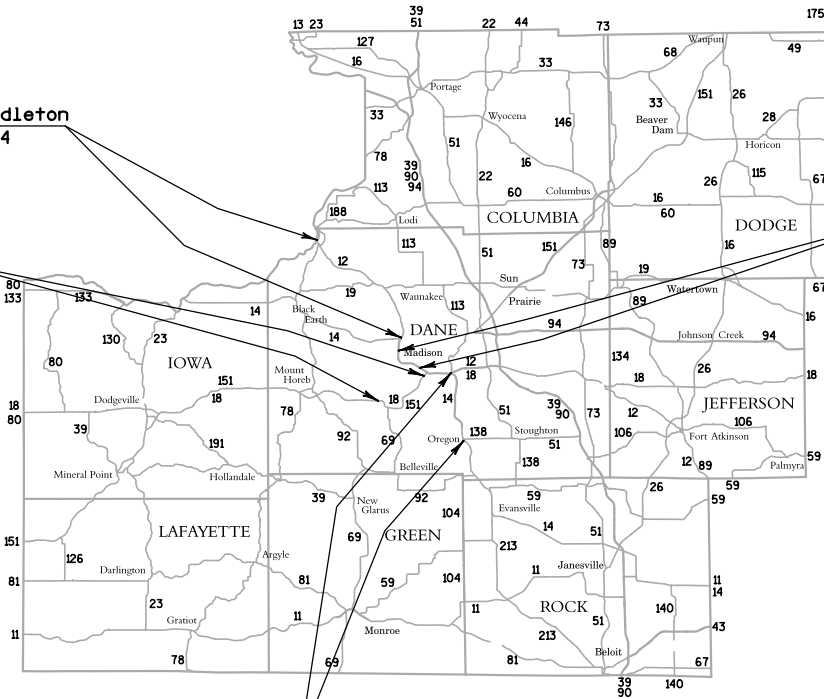 39
51
13 23
22
44
73
175
127
16
33
68
Waupun
49
dleton
4
Portage
33
151
26
33
Wyocena
146
Beaver
Dam
28
51
Horicon
78
16
39
90
94
22
115
26
67
113
60
Columbus
16
60
188
Lodi
COLUMBIA
DODGE
113
51
151
89
16
12
73
Sun
19
80
133
133
19
Waunakee
113
Prairie
89
Watertown
67
14
Black
Earth
16
130
23
14
DANE
94
Johnson Creek
94
80
IOWA
Madison
12
18
134
26
Mount
Horeb
18
18
151
18
18
151
14
Dodgeville
78
51
39
90
73
12
JEFFERSON
18
80
39
191
92
69
Oregon
138
Stoughton
51
106
106
Fort Atkinson
Mineral Point
Hollandale
Belleville
138
12
89
Palmyra
59
39
New
Glarus
92
59
26
59
59
104
Evansville
LAFAYETTE
69
GREEN
14
51
151
126
Argyle
213
Darlington
Janesville
81
81
59
104
11
11
14
23
11
11
ROCK
140
Gratiot
51
43
11
Monroe
213
Beloit
78
69
81
67
39
90
140